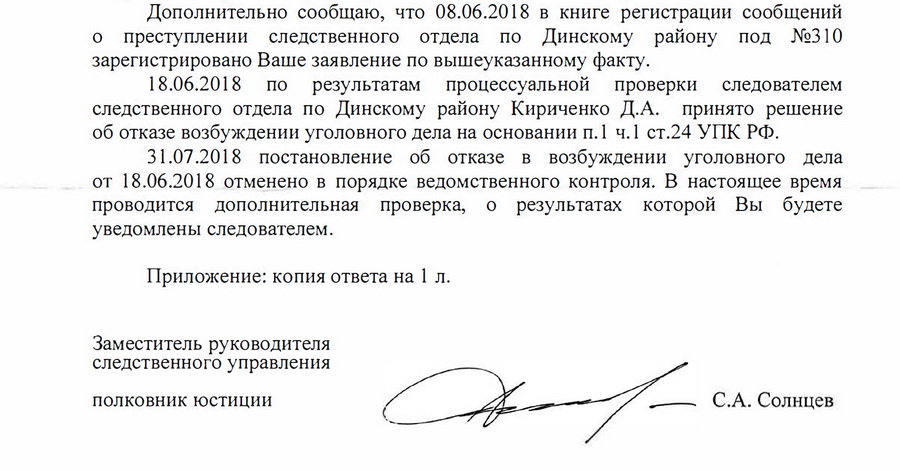 Дополнительно сообщаю, что 08.06.2018 в книге регистрации сообщений
о преступлении следственного отдела по Динскому району под №310
зарегистрировано Ваше заявление по вышеуказанному факту.
18.06.2018 по результатам процессуальной проверки следователем
следственного отдела по Динскому району Кириченко Д.А. принято решение
об отказе возбуждении уголовного дела на основании п.1 ч.1 ст.24 УПК РФ.
31.07.2018 постановление об отказе в возбуждении уголовного дела
от 18.06.2018 отменено в порядке ведомственного контроля. В настоящее время
проводится дополнительная проверка, о результатах которой Вы будете
уведомлены следователем.
Приложение: копия ответа на 1 л.
Заместитель руководителя
следственного управления
полковник юстиции
С.А. Солнцев